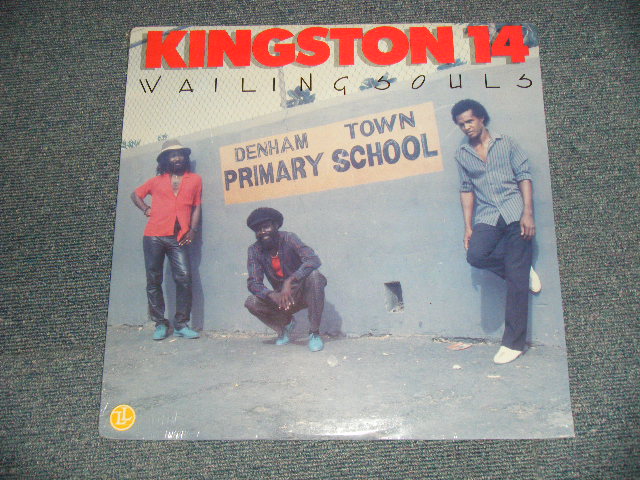 KINGSTON 14
WAILING SOULS
DENHAM TOWN
PRIMARY SCHOOL